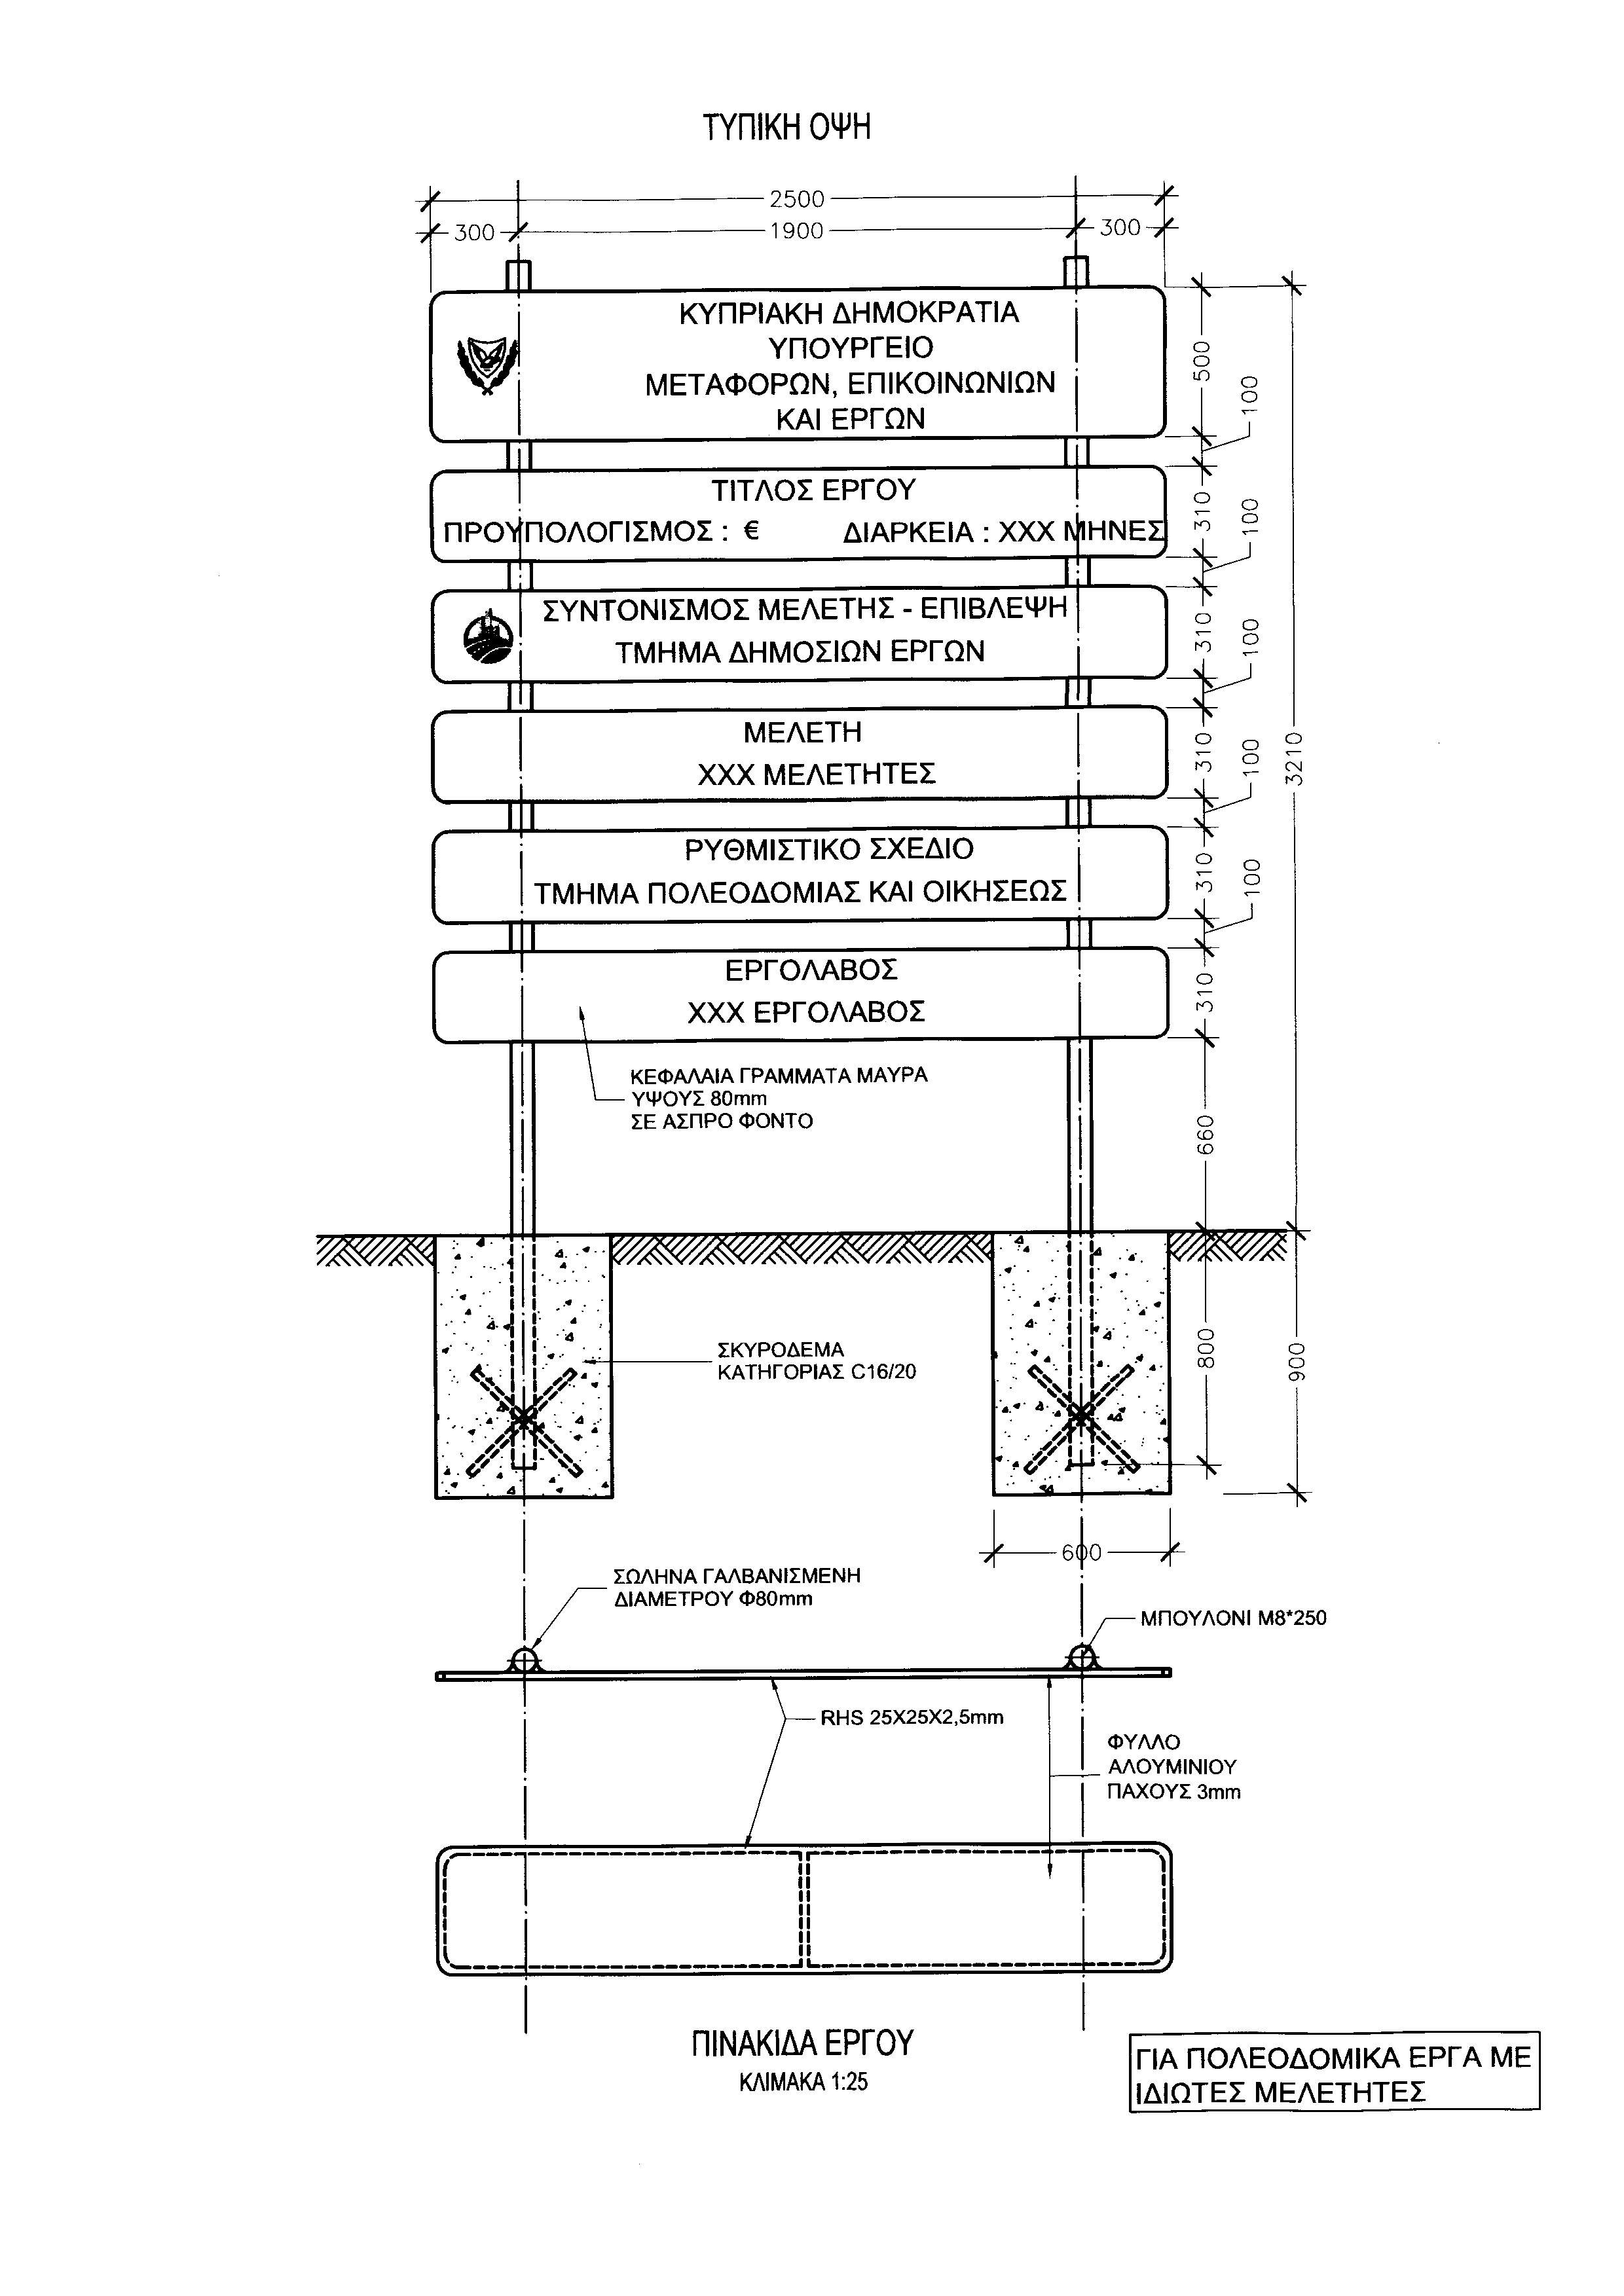 ΤΥΠΙΚΗ ΟΨΗ
2500
300 1900 300
ΚΥΠΡΙΑΚΗ ΔΗΜΟΚΡΑΤΙΑ
ΥΠΟΥΡΓΕΙΟ
ΜΕΤΑΦΟΡΩΝ, ΕΠΙΚΟΙΝΩΝΙΩΝ
ΚΑΙ ΕΡΓΩΝ
500
100
ΤΙΤΛΟΣ ΕΡΓΟΥ
ΠΡΟΥΠΟΛΟΓΙΣΜΟΣ : € ΔΙΑΡΚΕΙΑ : ΧΧΧ ΜΗΝΕΣ
310
100
ΣΥΝΤΟΝΙΣΜΟΣ ΜΕΛΕΤΗΣ - ΕΠΙΒΛΕΨΗ
ΤΜΗΜΑ ΔΗΜΟΣΙΩΝ ΕΡΓΩΝ
310
100
ΜΕΛΕΤΗ
ΧΧΧ ΜΕΛΕΤΗΤΕΣ
310
100
3210
ΡΥΘΜΙΣΤΙΚΟ ΣΧΕΔΙΟ
ΤΜΗΜΑ ΠΟΛΕΟΔΟΜΙΑΣ ΚΑΙ ΟΙΚΗΣΕΩΣ
310
100
ΕΡΓΟΛΑΒΟΣ
ΧΧΧ ΕΡΓΟΛΑΒΟΣ
310
ΚΕΦΑΛΑΙΑ ΓΡΑΜΜΑΤΑ ΜΑΥΡΑ
ΥΨΟΥΣ 80mm
ΣΕ ΑΣΠΡΟ ΦΟΝΤΟ
660
ΣΚΥΡΟΔΕΜΑ
ΚΑΤΗΓΟΡΙΑΣ C16/20
800
900
600
ΣΩΛΗΝΑ ΓΑΛΒΑΝΙΣΜΕΝΗ
ΔΙΑΜΕΤΡΟΥ Φ80mm
ΜΠΟΥΛΟΝΙ M8*250
RHS 25X25X2,5mm
ΦΥΛΛΟ
ΑΛΟΥΜΙΝΙΟΥ
ΠΑΧΟΥΣ 3mm
ΠΙΝΑΚΙΔΑ ΕΡΓΟΥ
ΚΛΙΜΑΚΑ 1:25
ΓΙΑ ΠΟΛΕΟΔΟΜΙΚΑ ΕΡΓΑ ΜΕ
ΙΔΙΩΤΕΣ ΜΕΛΕΤΗΤΕΣ